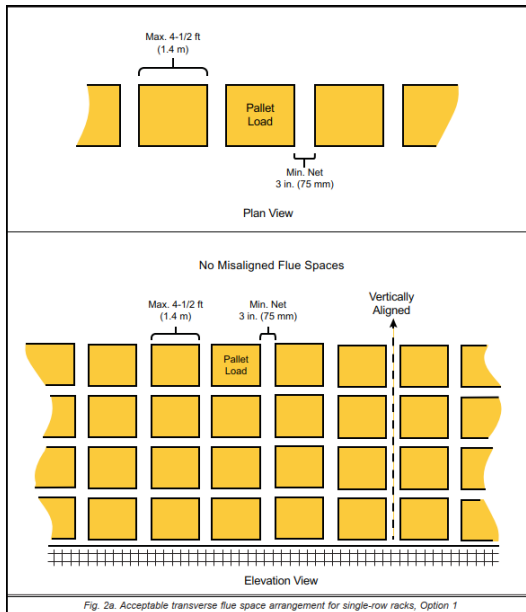 Max. 4-1/2 ft
(1.4 m)
Pallet
Load
Min. Net
3 in. (75 mm)
Plan View
No Misaligned Flue Spaces
Max. 4-1/2 ft
(1.4 m)
Min. Net
3 in. (75 mm)
Vertically
Aligned
Pallet
Load
Elevation View
Fig. 2a. Acceptable transverse flue space arrangement for single-row racks, Option 1